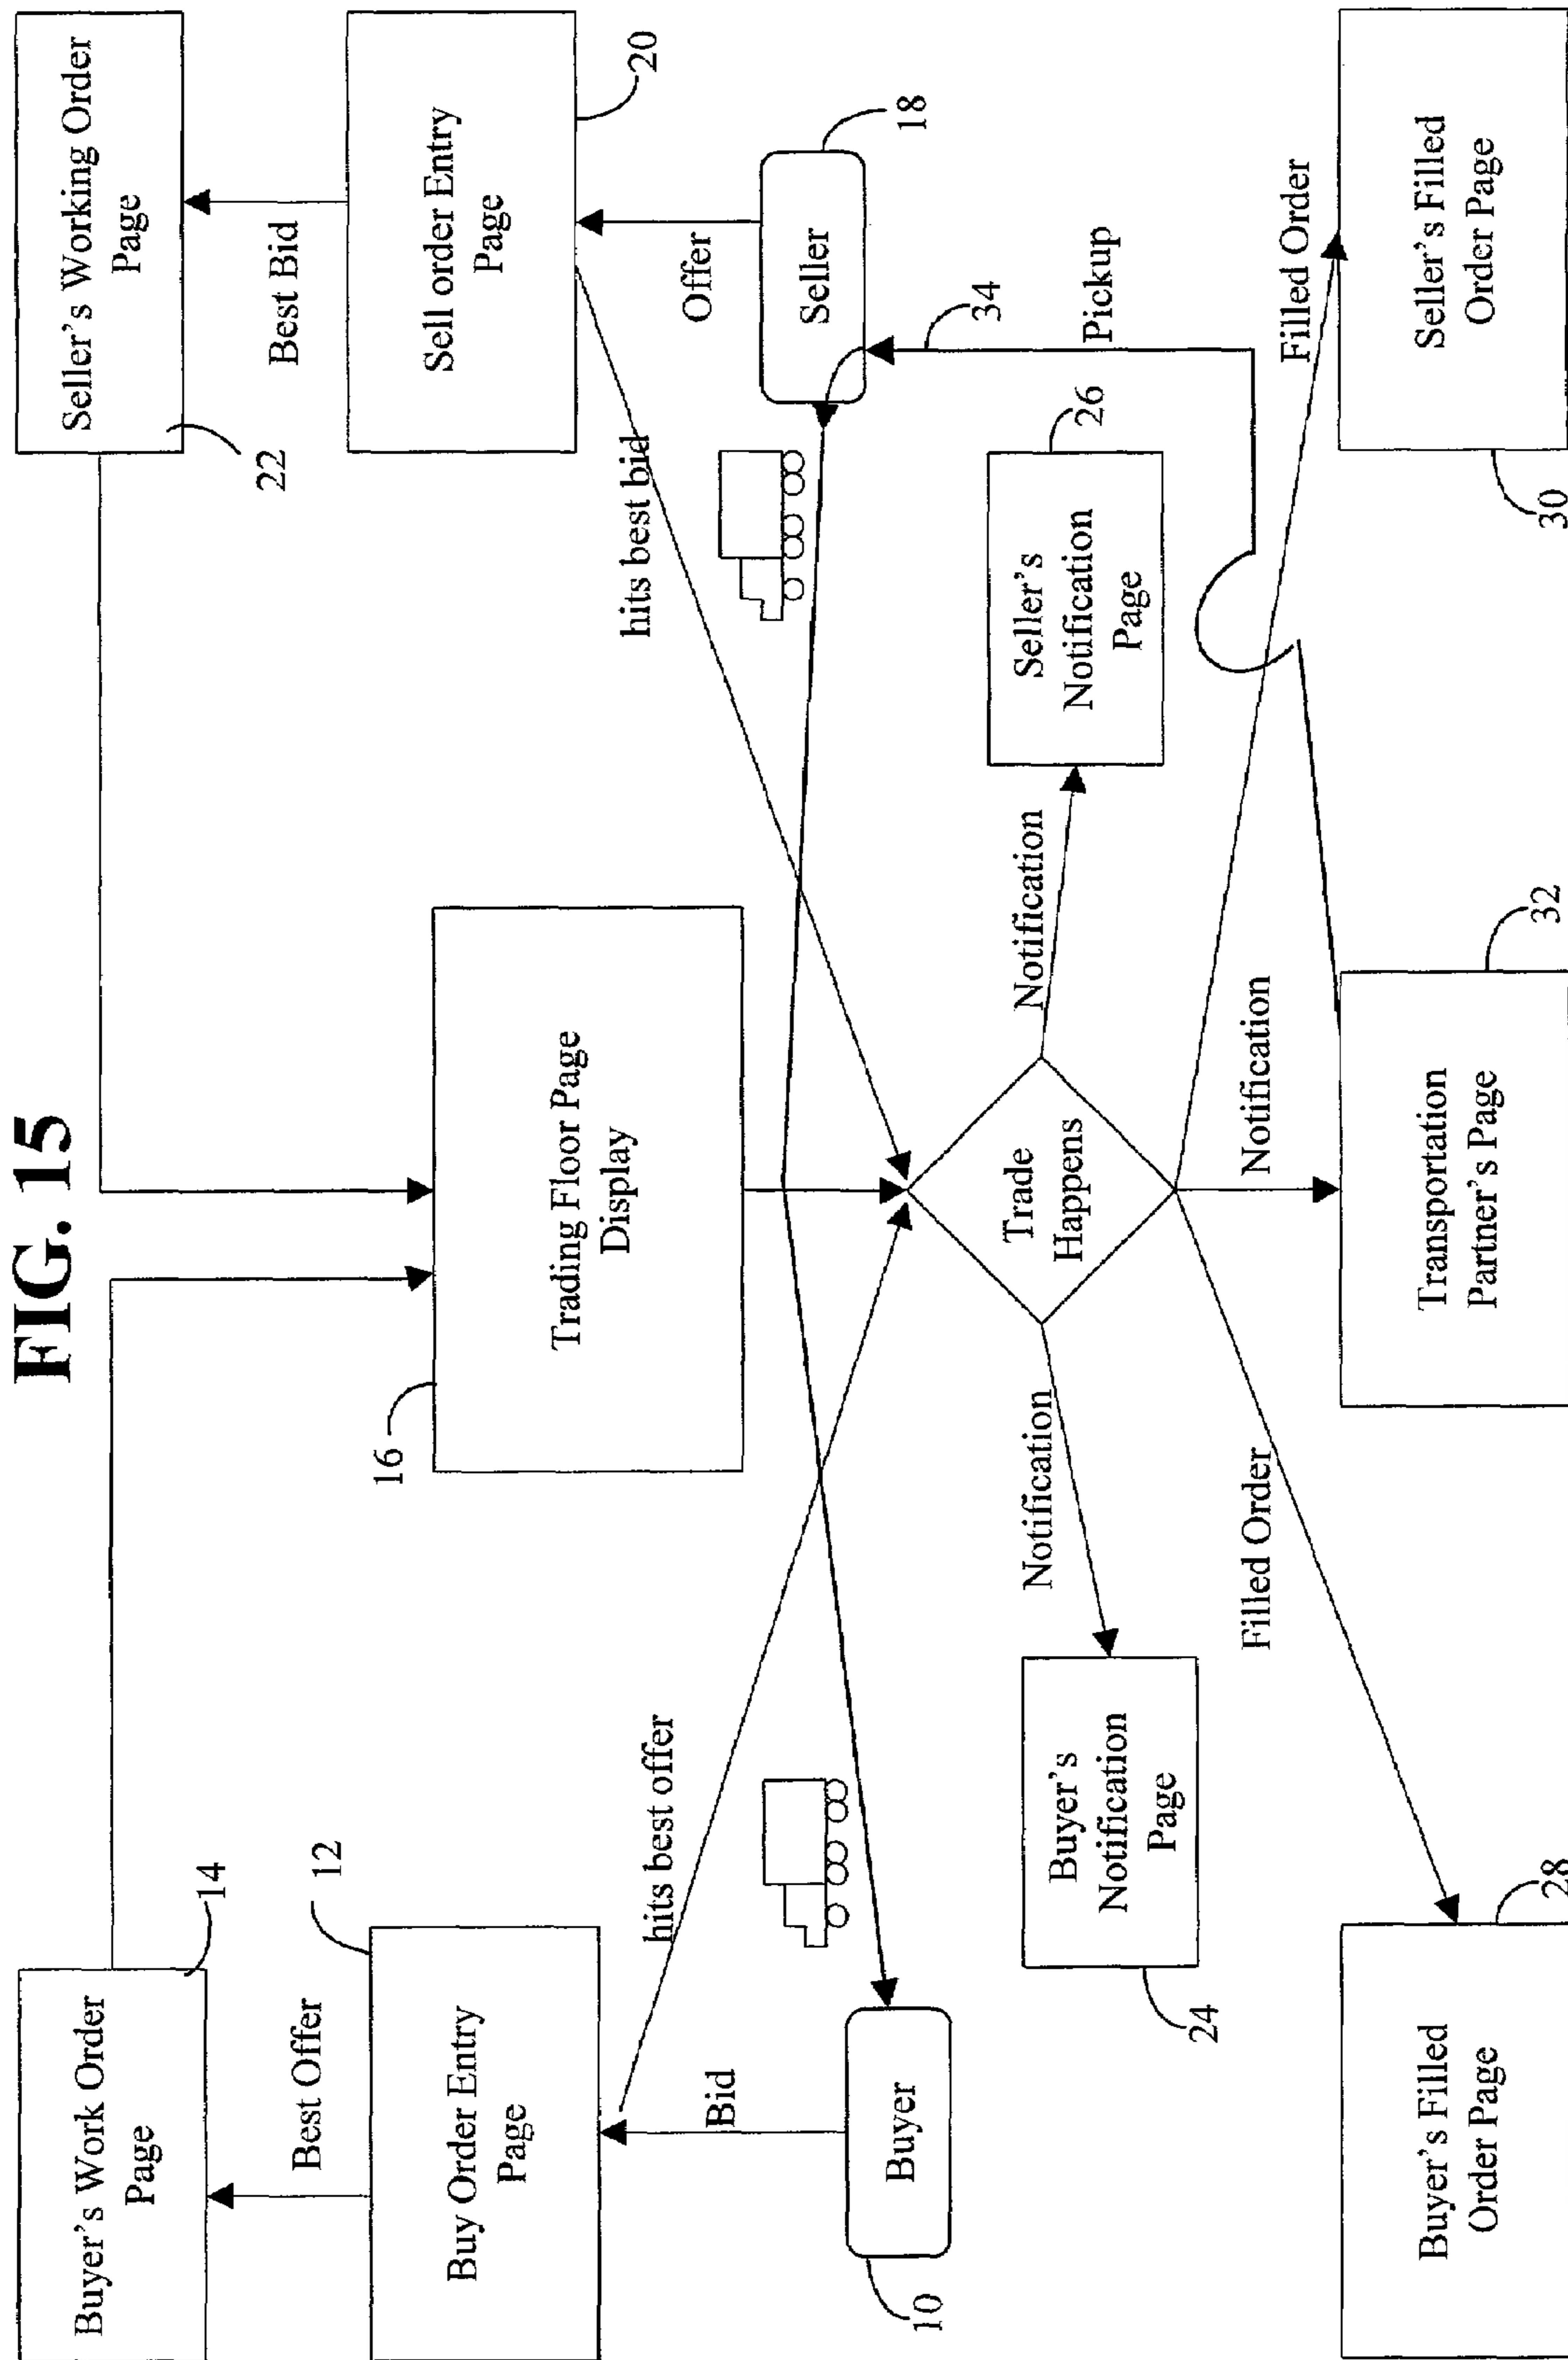 FIG. 15
Buyer's Work Order
Page
14
Best Offer
12
Buy Order Entry
Page
hits best offer
Bid
Buyer
10
16
Trading Floor Page
Display
Seller's Working Order
Page
22
Best Bid
Sell order Entry
Page
20
hits best bid
Offer
Seller
18
34
Pickup
Trade
Happens
Notification
Buyer's
Notification
Page
24
Notification
Seller's
Notification
Page
26
Filled Order
Buyer's Filled
Order Page
28
Notification
Transportation
Partner's Page
32
Filled Order
Seller's Filled
Order Page
30